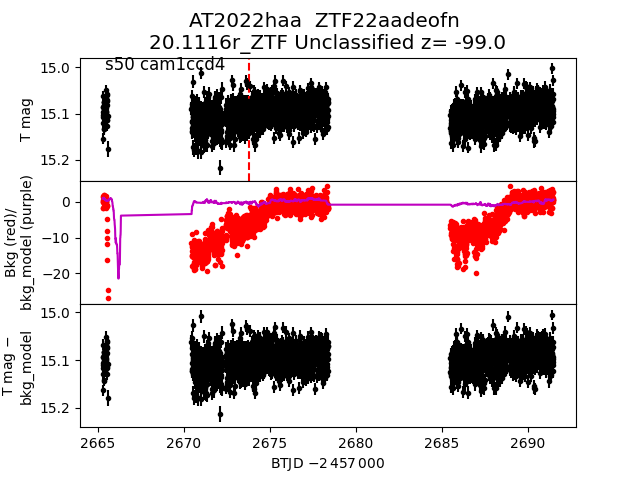 AT2022haa  ZTF22aadeofn
20.1116r_ZTF Unclassified z= -99.0
s50 cam1ccd4
15.0
15.1
15.2
T mag
0
−10
−20
Bkg (red)/
bkg_model (purple)
15.0
15.1
15.2
T mag −
bkg_model
2665 2670 2675 2680 2685 2690
BTJD −2 457 000